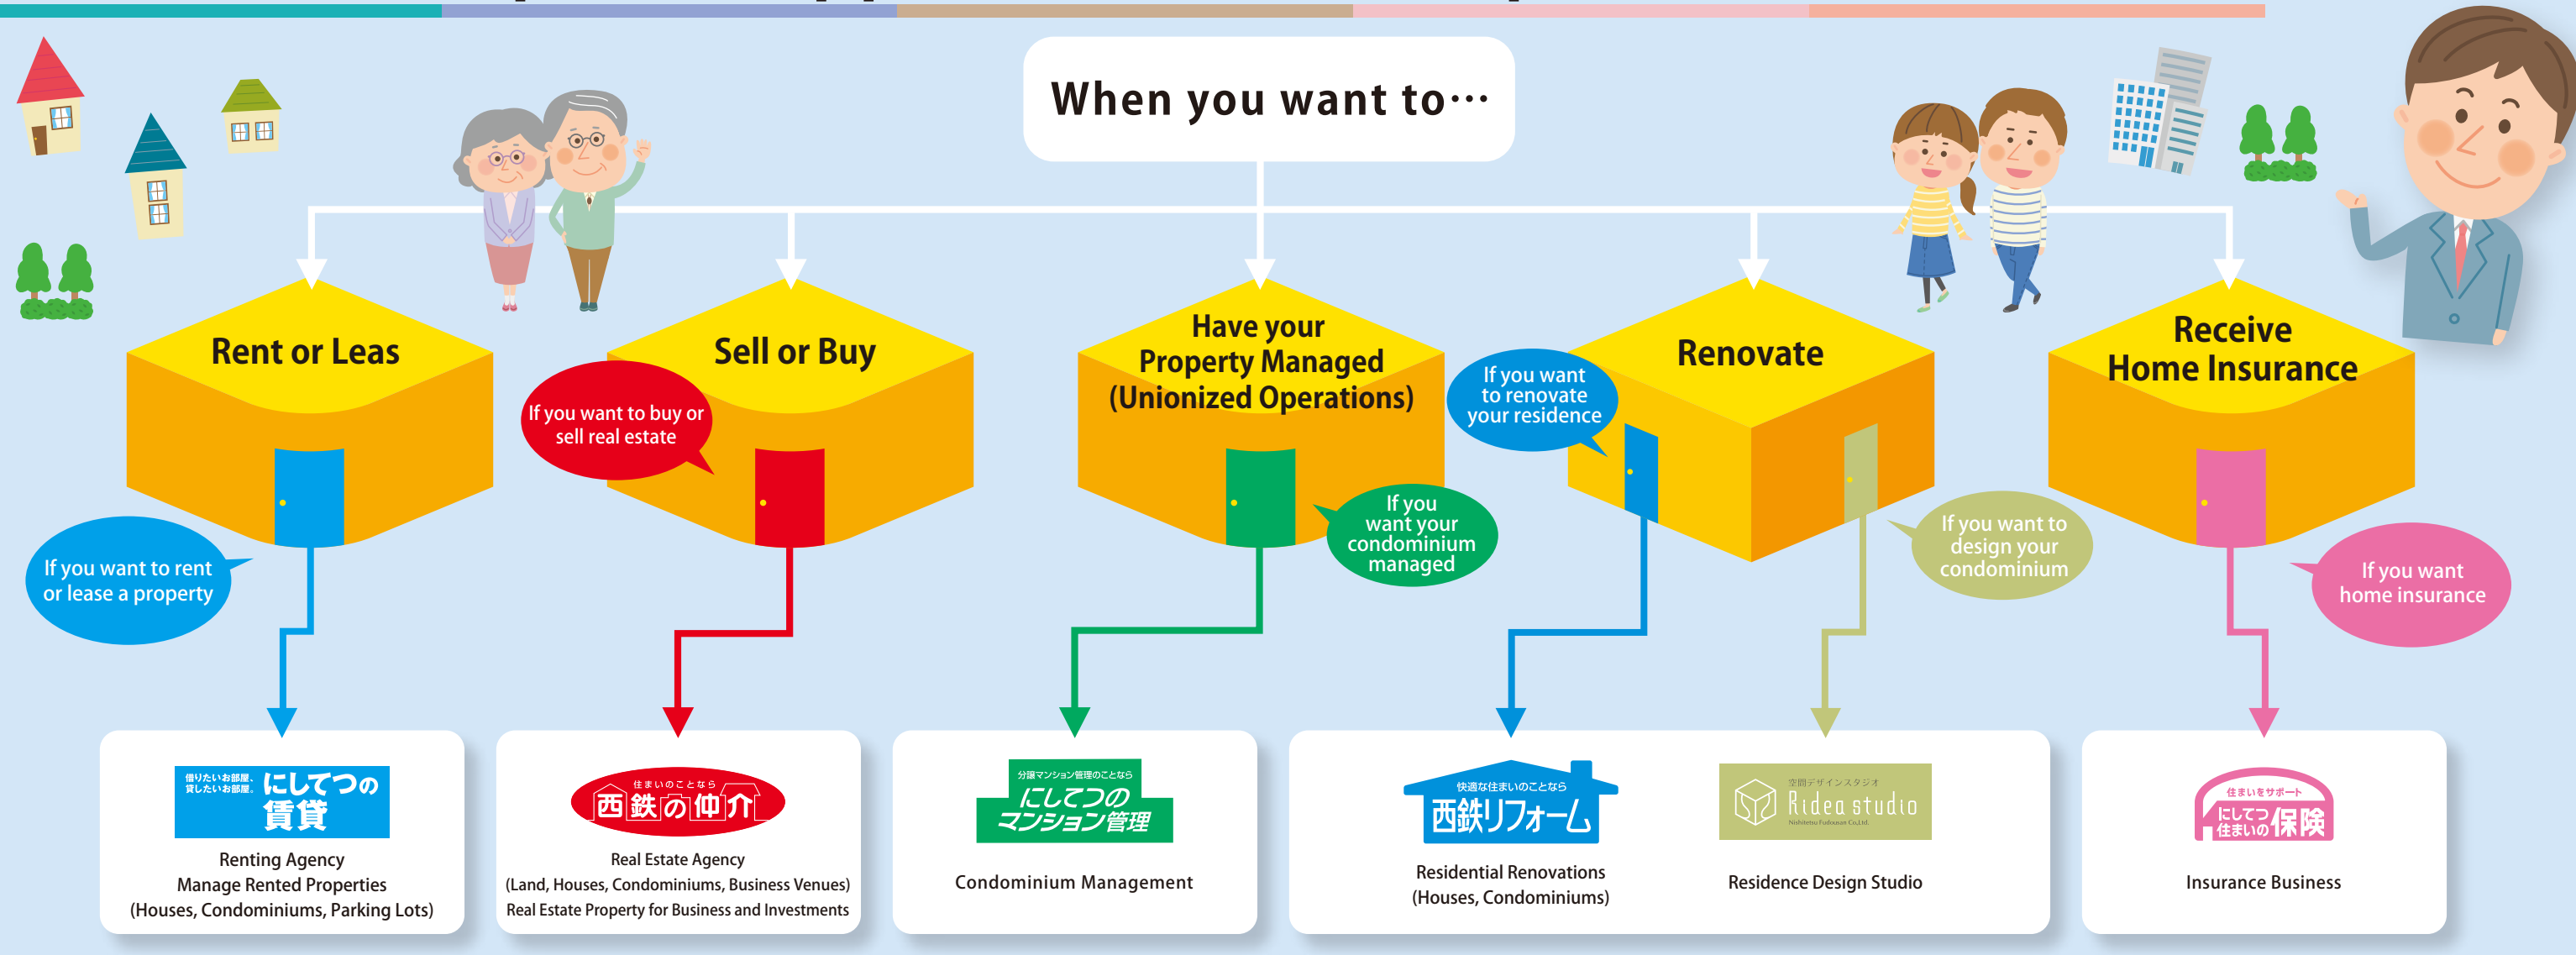 When you want to…
Rent or Leas
Sell or Buy
Have your
Property Managed
(Unionized Operations)
Renovate
Receive
Home Insurance
If you want to rent
or lease a property
If you want to buy or
sell real estate
If you
want your
condominium
managed
If you want
to renovate
your residence
If you want to
design your
condominium
If you want
home insurance
借りたいお部屋、
貸したいお部屋。
にしてつの
賃貸
Renting Agency
Manage Rented Properties
(Houses, Condominiums, Parking Lots)
住まいのことなら
西鉄の仲介
Real Estate Agency
(Land, Houses, Condominiums, Business Venues)
Real Estate Property for Business and Investments
分譲マンション管理のことなら
にしてつの
マンション管理
Condominium Management
快適な住まいのことなら
西鉄リフォーム
Residential Renovations
(Houses, Condominiums)
空間デザインスタジオ
Ridea studio
Nishitetsu Fudousan Co.,Ltd.
Residence Design Studio
住まいをサポート
にしてつ
住まいの保険
Insurance Business